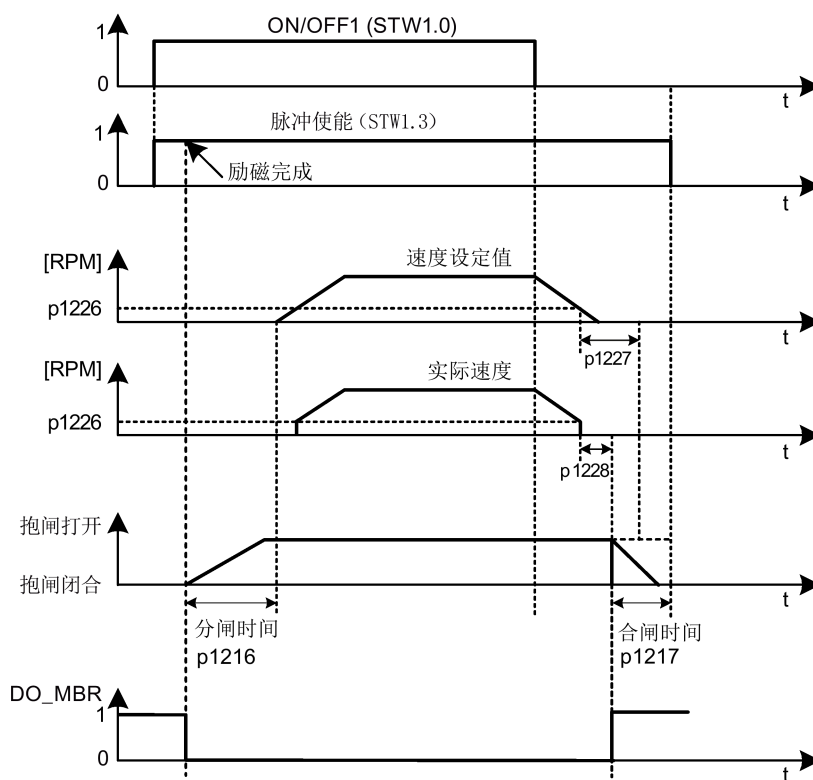 ON/OFF1 (STW1.0)
1
0
t
脉冲使能(STW1.3)
1
励磁完成
0
t
[RPM]
速度设定值
p1226
p1227
t
[RPM]
实际速度
p1226
p1228
t
抱闸打开
抱闸闭合
t
分闸时间
p1216
合闸时间
p1217
DO_MBR
1
0
t